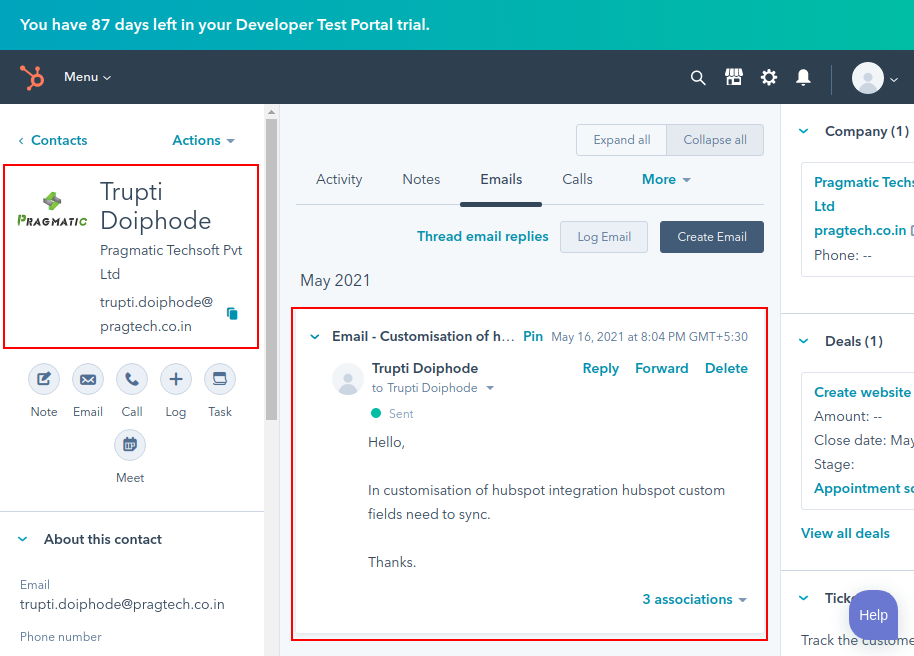 You have 87 days left in your Developer Test Portal trial.
Menu
Contacts
Actions
PRAGMATIC
Trupti
Doiphode
Pragmatic Techsoft Pvt
Ltd
trupti.doiphode@
pragtech.co.in
Note
Email
Call
Log
Task
Meet
About this contact
Email
trupti.doiphode@pragtech.co.in
Phone number
Expand all
Collapse all
Activity
Notes
Emails
Calls
More
Thread email replies
Log Email
Create Email
May 2021
Email - Customisation of h... Pin May 16, 2021 at 8:04 PM GMT+5:30
Trupti Doiphode
Reply
Forward
Delete
to Trupti Doiphode
Sent
Hello,
In customisation of hubspot integration hubspot custom
fields need to sync.
Thanks.
3 associations
Company (1)
Pragmatic Techs
Ltd
pragtech.co.in
Phone: --
Deals (1)
Create website
Amount: --
Close date: May
Stage:
Appointment sc
View all deals
Ticke
Track the custome
Help